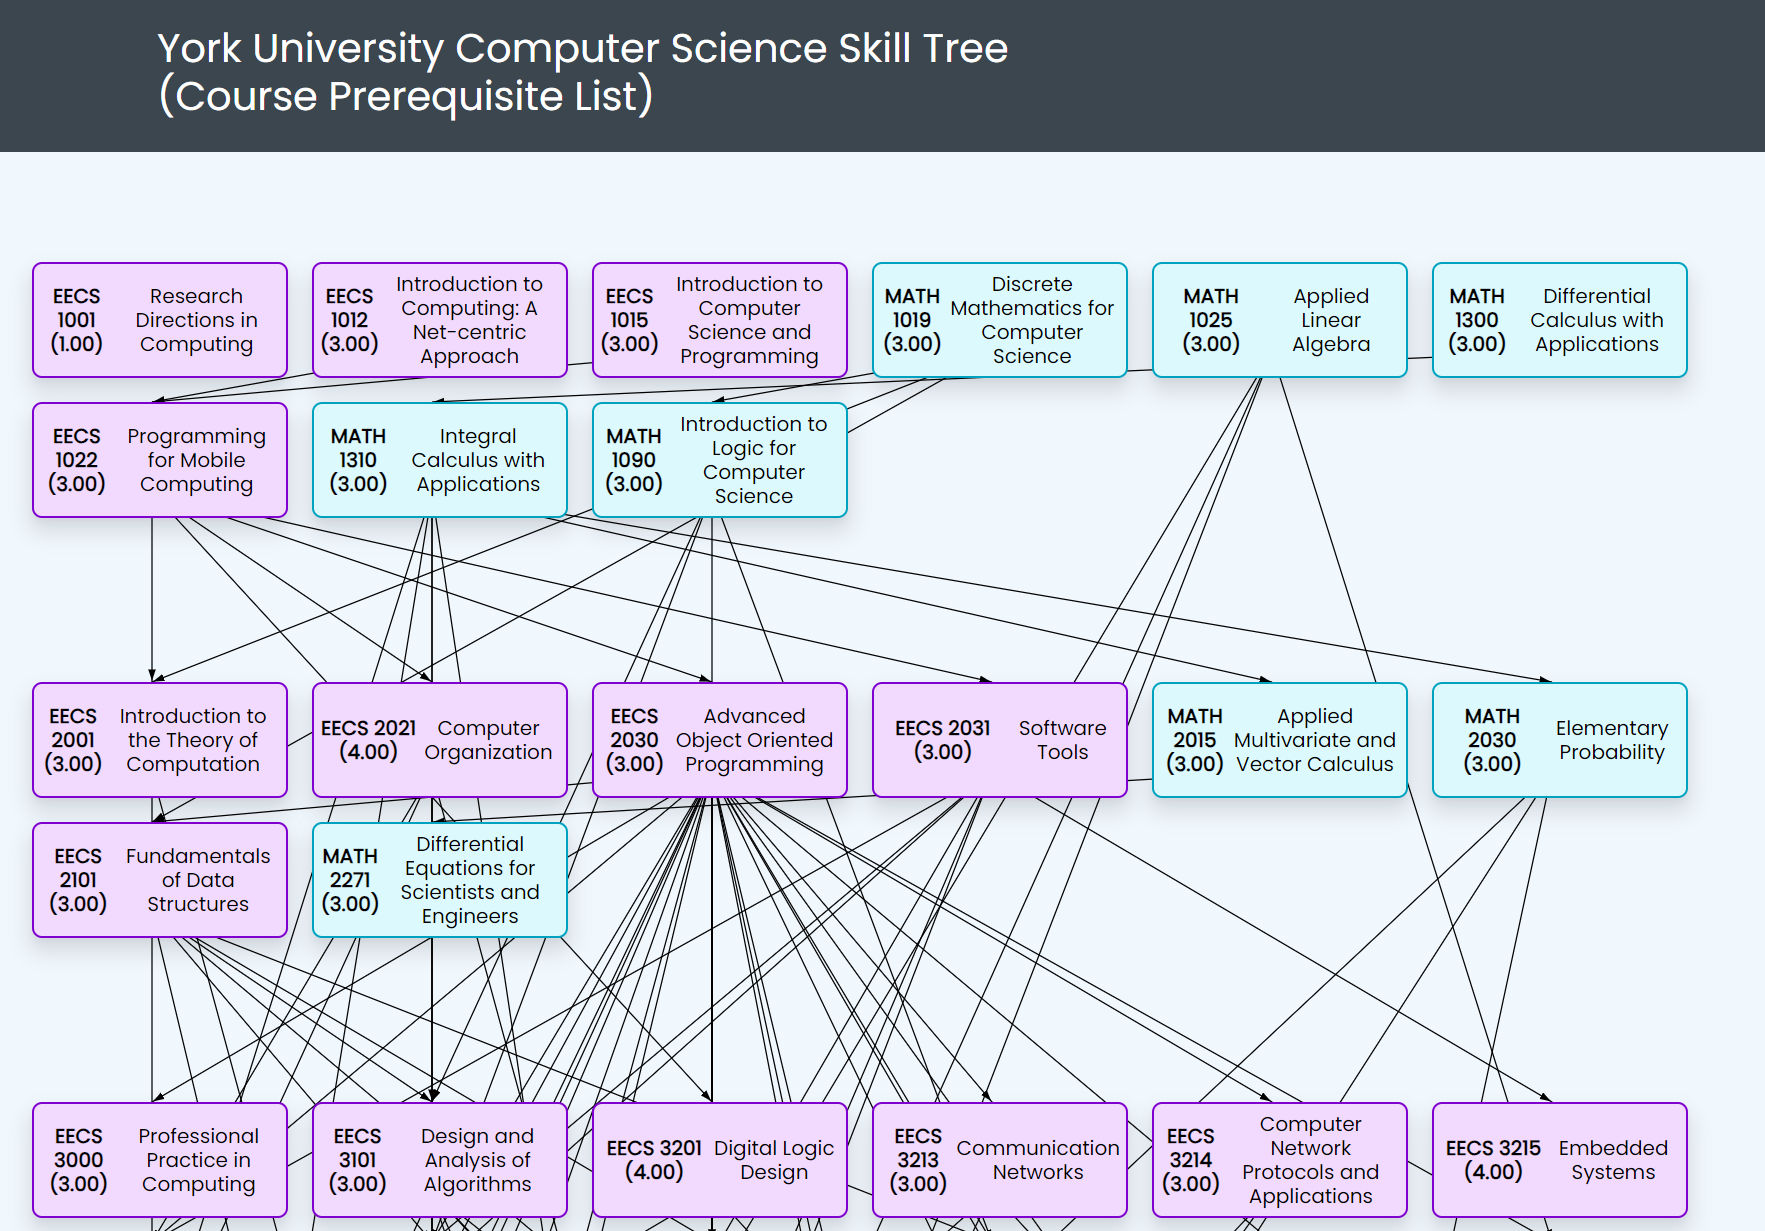 York University Computer Science Skill Tree
(Course Prerequisite List)
EECS
1001
(1.00)
Research
Directions in
Computing
EECS
1012
(3.00)
Introduction to
Computing: A
Net-centric
Approach
EECS
1015
(3.00)
Introduction to
Computer
Science and
Programming
MATH
1019
(3.00)
Discrete
Mathematics for
Computer
Science
MATH
1025
(3.00)
Applied
Linear
Algebra
MATH
1300
(3.00)
Differential
Calculus with
Applications
EECS
1022
(3.00)
Programming
for Mobile
Computing
MATH
1310
(3.00)
Integral
Calculus with
Applications
MATH
1090
(3.00)
Introduction to
Logic for
Computer
Science
EECS
2001
(3.00)
Introduction to
the Theory of
Computation
EECS 2021
(4.00)
Computer
Organization
EECS
2030
(3.00)
Advanced
Object Oriented
Programming
EECS 2031
(3.00)
Software
Tools
MATH
2015
(3.00)
Applied
Multivariate and
Vector Calculus
MATH
2030
(3.00)
Elementary
Probability
EECS
2101
(3.00)
Fundamentals
of Data
Structures
MATH
2271
(3.00)
Differential
Equations for
Scientists and
Engineers
EECS
3000
(3.00)
Professional
Practice in
Computing
EECS
3101
(3.00)
Design and
Analysis of
Algorithms
EECS 3201
(4.00)
Digital Logic
Design
EECS
3213
(3.00)
Communication
Networks
EECS
3214
(3.00)
Computer
Network
Protocols and
Applications
EECS 3215
(4.00)
Embedded
Systems